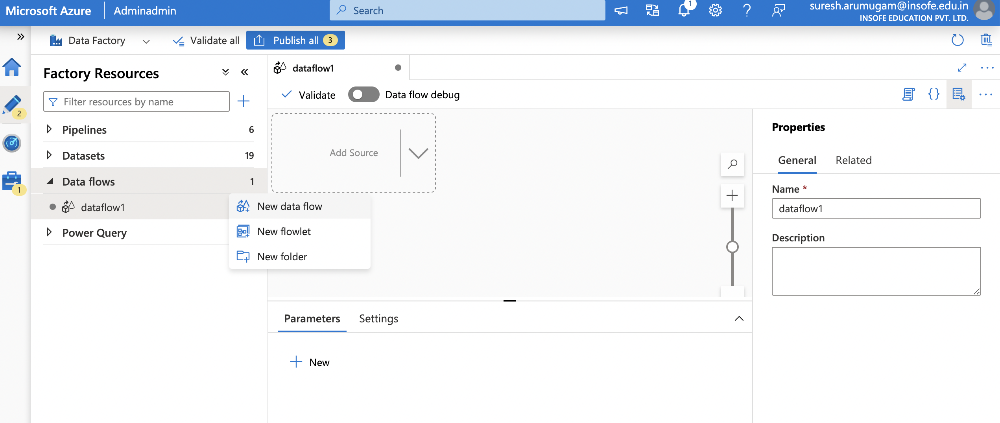 Microsoft Azure
Adminadmin
Search
1
suresh.arumugam@insofe.edu.in
INSOFE EDUCATION PVT. LTD.
Data Factory
Validate all
Publish all
3
Factory Resources
Filter resources by name
2
1
Pipelines
6
Datasets
19
Data flows
1
dataflow1
Power Query
New data flow
New flowlet
New folder
dataflow1
Validate
Data flow debug
{}
Add Source
Parameters
Settings
New
Properties
General
Related
Name *
dataflow1
Description